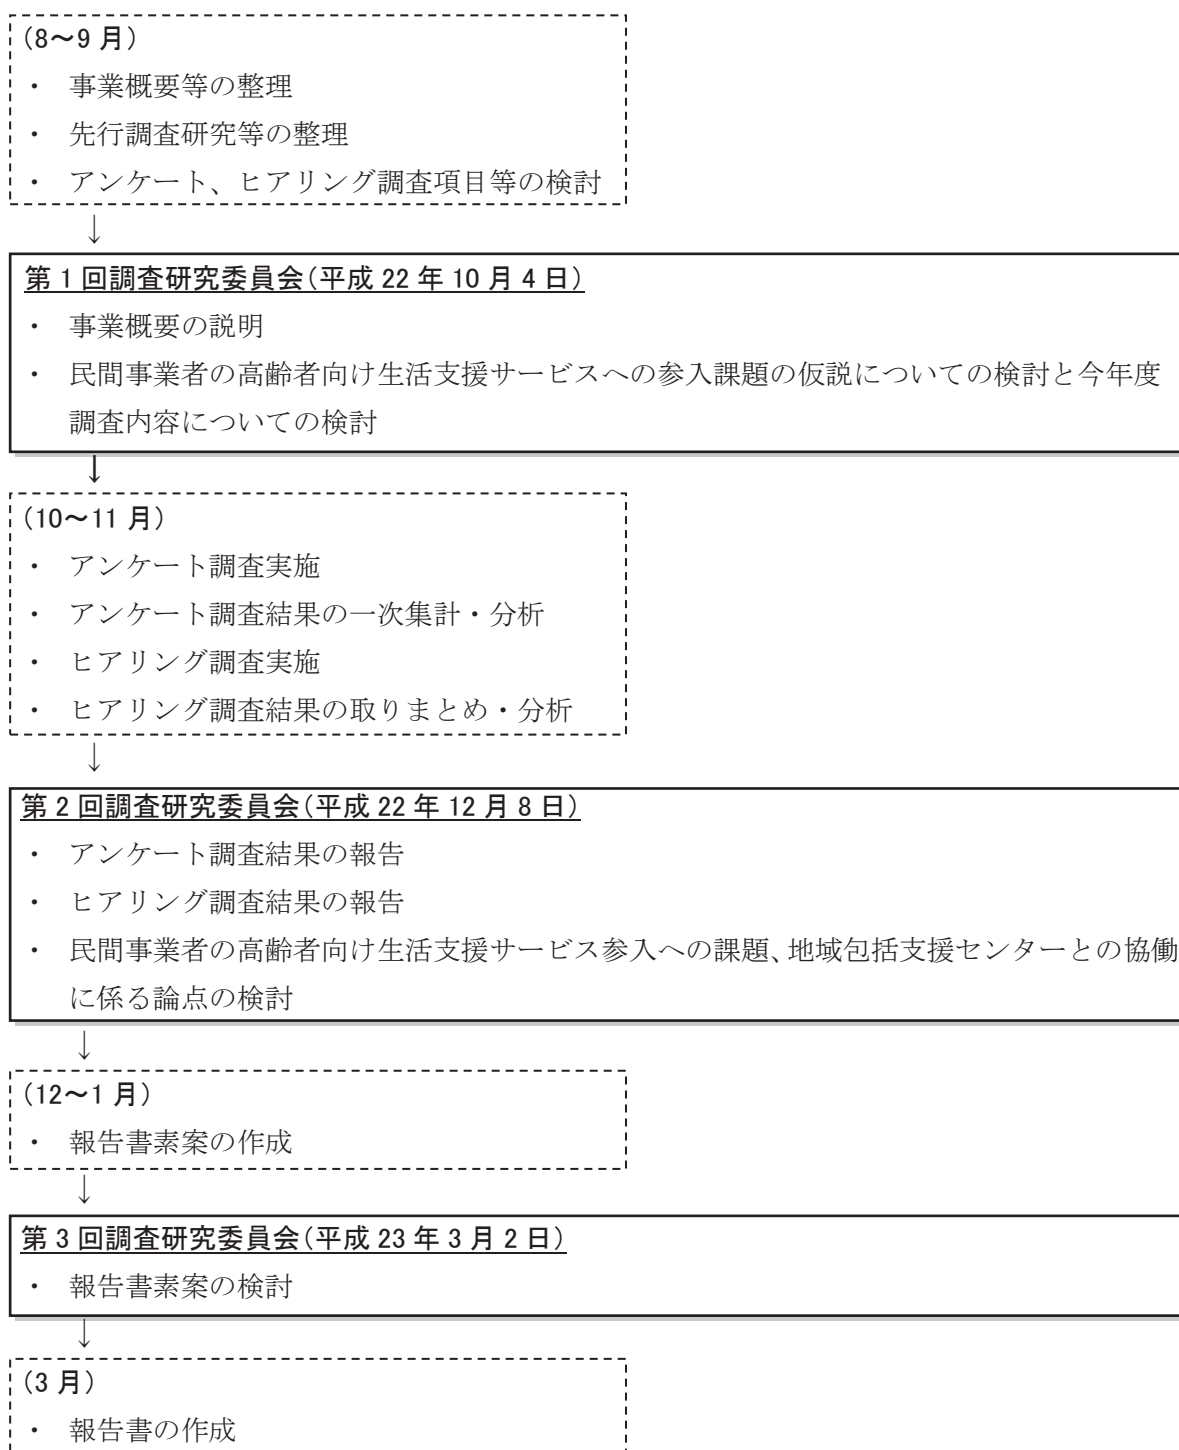 (8～9 月)
・ 事業概要等の整理
・ 先行調査研究等の整理
・ アンケート、ヒアリング調査項目等の検討
↓
第 1 回調査研究委員会(平成 22 年 10 月 4 日)
・ 事業概要の説明
・ 民間事業者の高齢者向け生活支援サービスへの参入課題の仮説についての検討と今年度
調査内容についての検討
↓
(10～11 月)
・ アンケート調査実施
・ アンケート調査結果の一次集計・分析
・ ヒアリング調査実施
・ ヒアリング調査結果の取りまとめ・分析
↓
第 2 回調査研究委員会(平成 22 年 12 月 8 日)
・ アンケート調査結果の報告
・ ヒアリング調査結果の報告
・ 民間事業者の高齢者向け生活支援サービス参入への課題、地域包括支援センターとの協働
に係る論点の検討
↓
(12～1 月)
・ 報告書素案の作成
↓
第 3 回調査研究委員会(平成 23 年 3 月 2 日)
・ 報告書素案の検討
↓
(3 月)
・ 報告書の作成